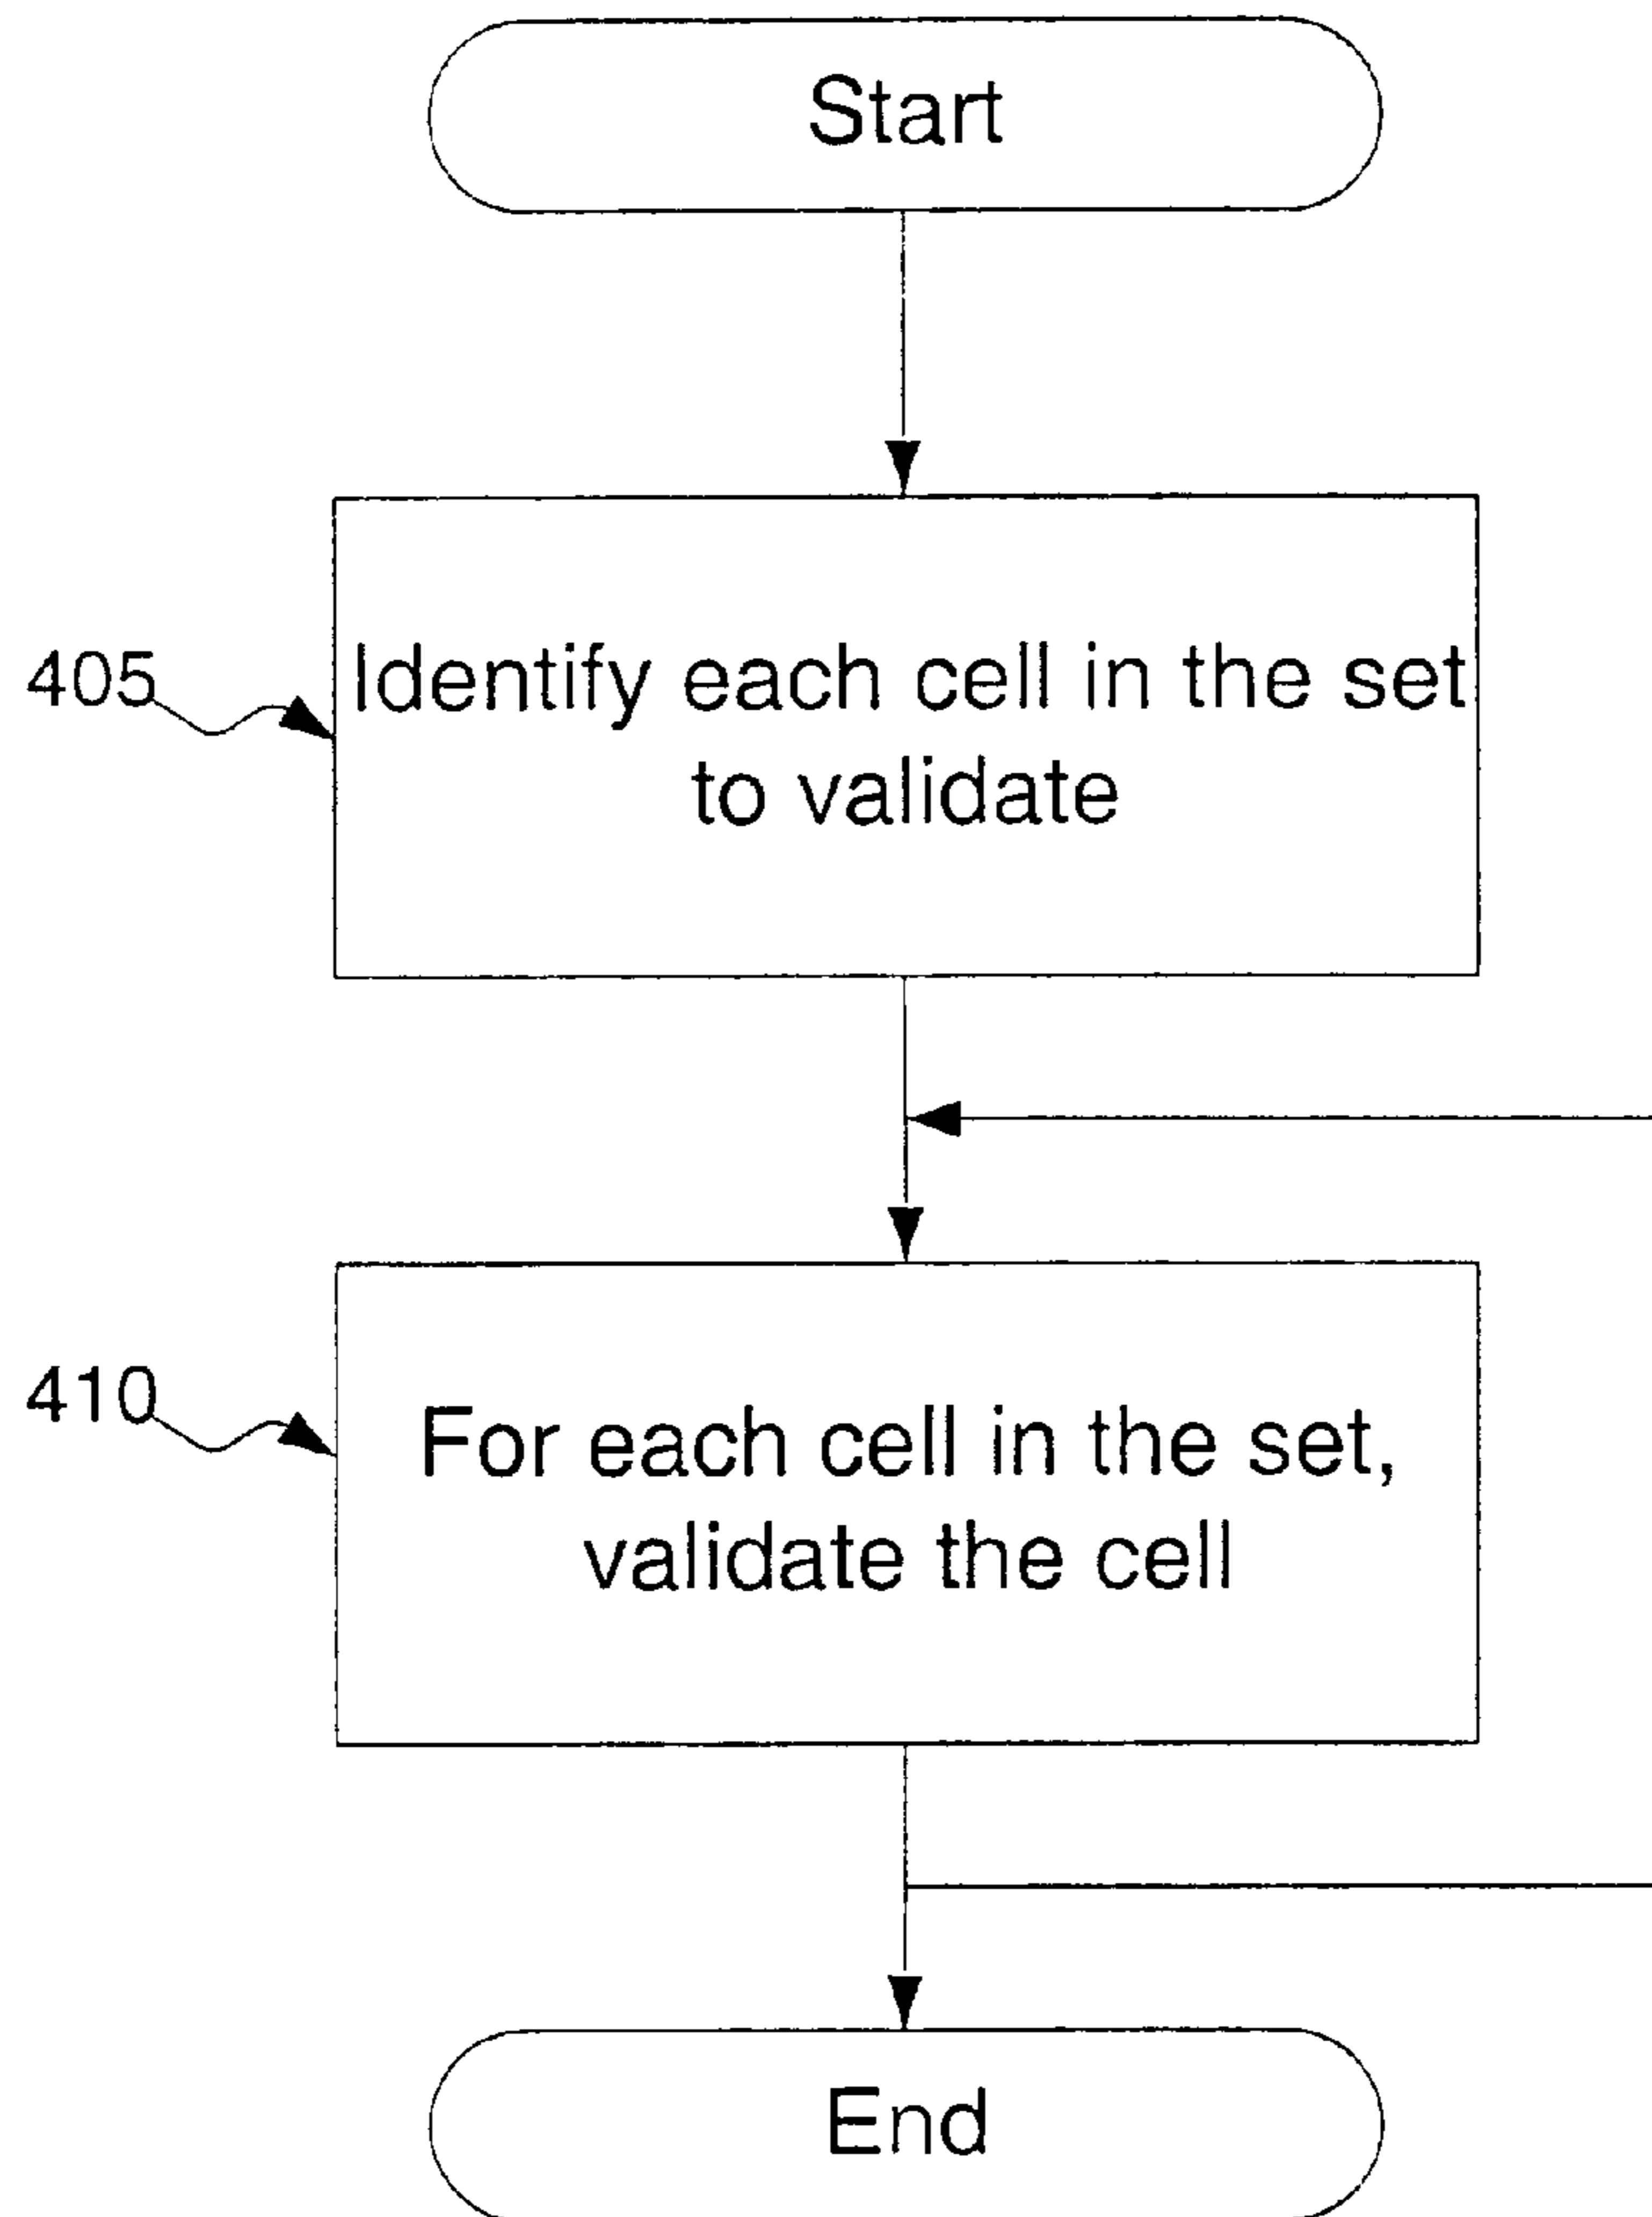 Start
405
Identify each cell in the set
to validate
410
For each cell in the set,
validate the cell
End